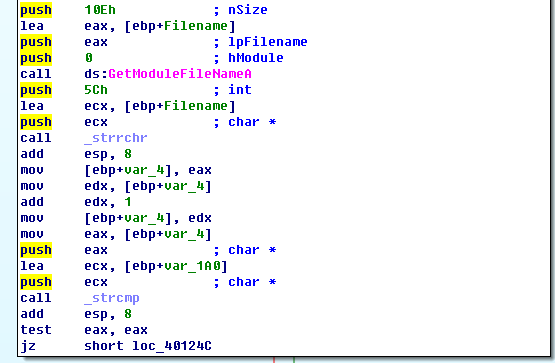 push 10Eh ; nSize
lea eax, [ebp+Filename]
push eax ; lpFilename
push 0 ; hModule
call ds:GetModuleFileNameA
push 5Ch ; int
lea ecx, [ebp+Filename]
push ecx ; char *
call _strrchr
add esp, 8
mov [ebp+var_4], eax
mov edx, [ebp+var_4]
add edx, 1
mov [ebp+var_4], edx
mov eax, [ebp+var_4]
push eax ; char *
lea ecx, [ebp+var_1A0]
push ecx ; char *
call _strcmp
add esp, 8
test eax, eax
jz short loc_40124C